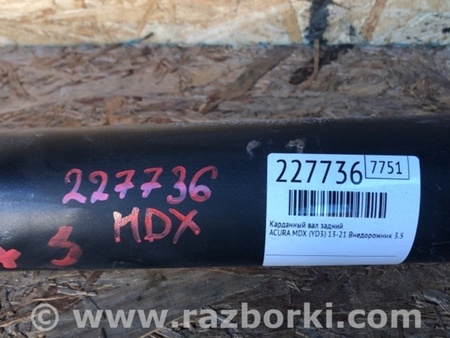 227736
x 3 MDX
227736 7751
Карданный вал задний
ACURA MDX (YD3) 13-21 Внедорожник 3.5
© www.razborki.com